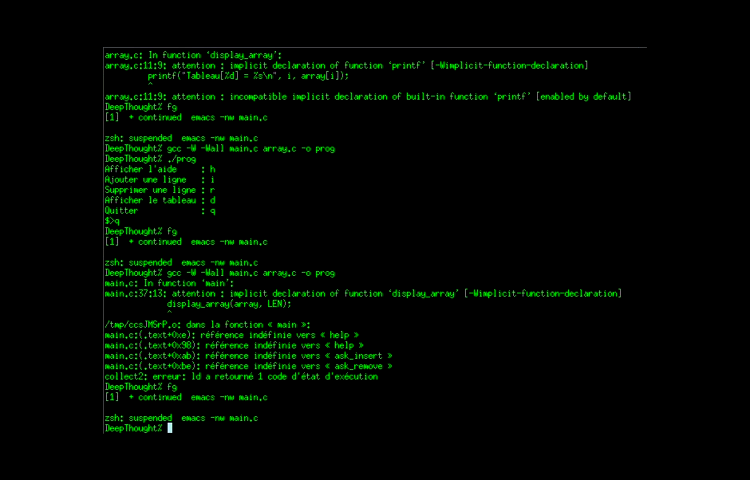 array.c: In function ‘display_array’:
array.c:11:9: attention : implicit declaration of function ‘printf’ [-Wimplicit-function-declaration]
printf("Tableau[%d] = %s\n", i, array[i]);
^
array.c:11:9: attention : incompatible implicit declaration of built-in function ‘printf’ [enabled by default]
DeepThought% fg
[1]  + continued  emacs -nw main.c
zsh: suspended  emacs -nw main.c
DeepThought% gcc -W -Wall main.c array.c -o prog
DeepThought% ./prog
Afficher l'aide     : h
Ajouter une ligne   : i
Supprimer une ligne : r
Afficher le tableau : d
Quitter             : q
$>q
DeepThought% fg
[1]  + continued  emacs -nw main.c
zsh: suspended  emacs -nw main.c
DeepThought% gcc -W -Wall main.c array.c -o prog
main.c: In function ‘main’:
main.c:37:13: attention : implicit declaration of function ‘display_array’ [-Wimplicit-function-declaration]
display_array(array, LEN);
^
/tmp/ccsJMSrP.o: dans la fonction « main »:
main.c:(.text+0xe): référence indéfinie vers « help »
main.c:(.text+0x98): référence indéfinie vers « help »
main.c:(.text+0xab): référence indéfinie vers « ask_insert »
main.c:(.text+0xbe): référence indéfinie vers « ask_remove »
collect2: erreur: ld a retourné 1 code d'état d'exécution
DeepThought% fg
[1]  + continued  emacs -nw main.c
zsh: suspended  emacs -nw main.c
DeepThought%